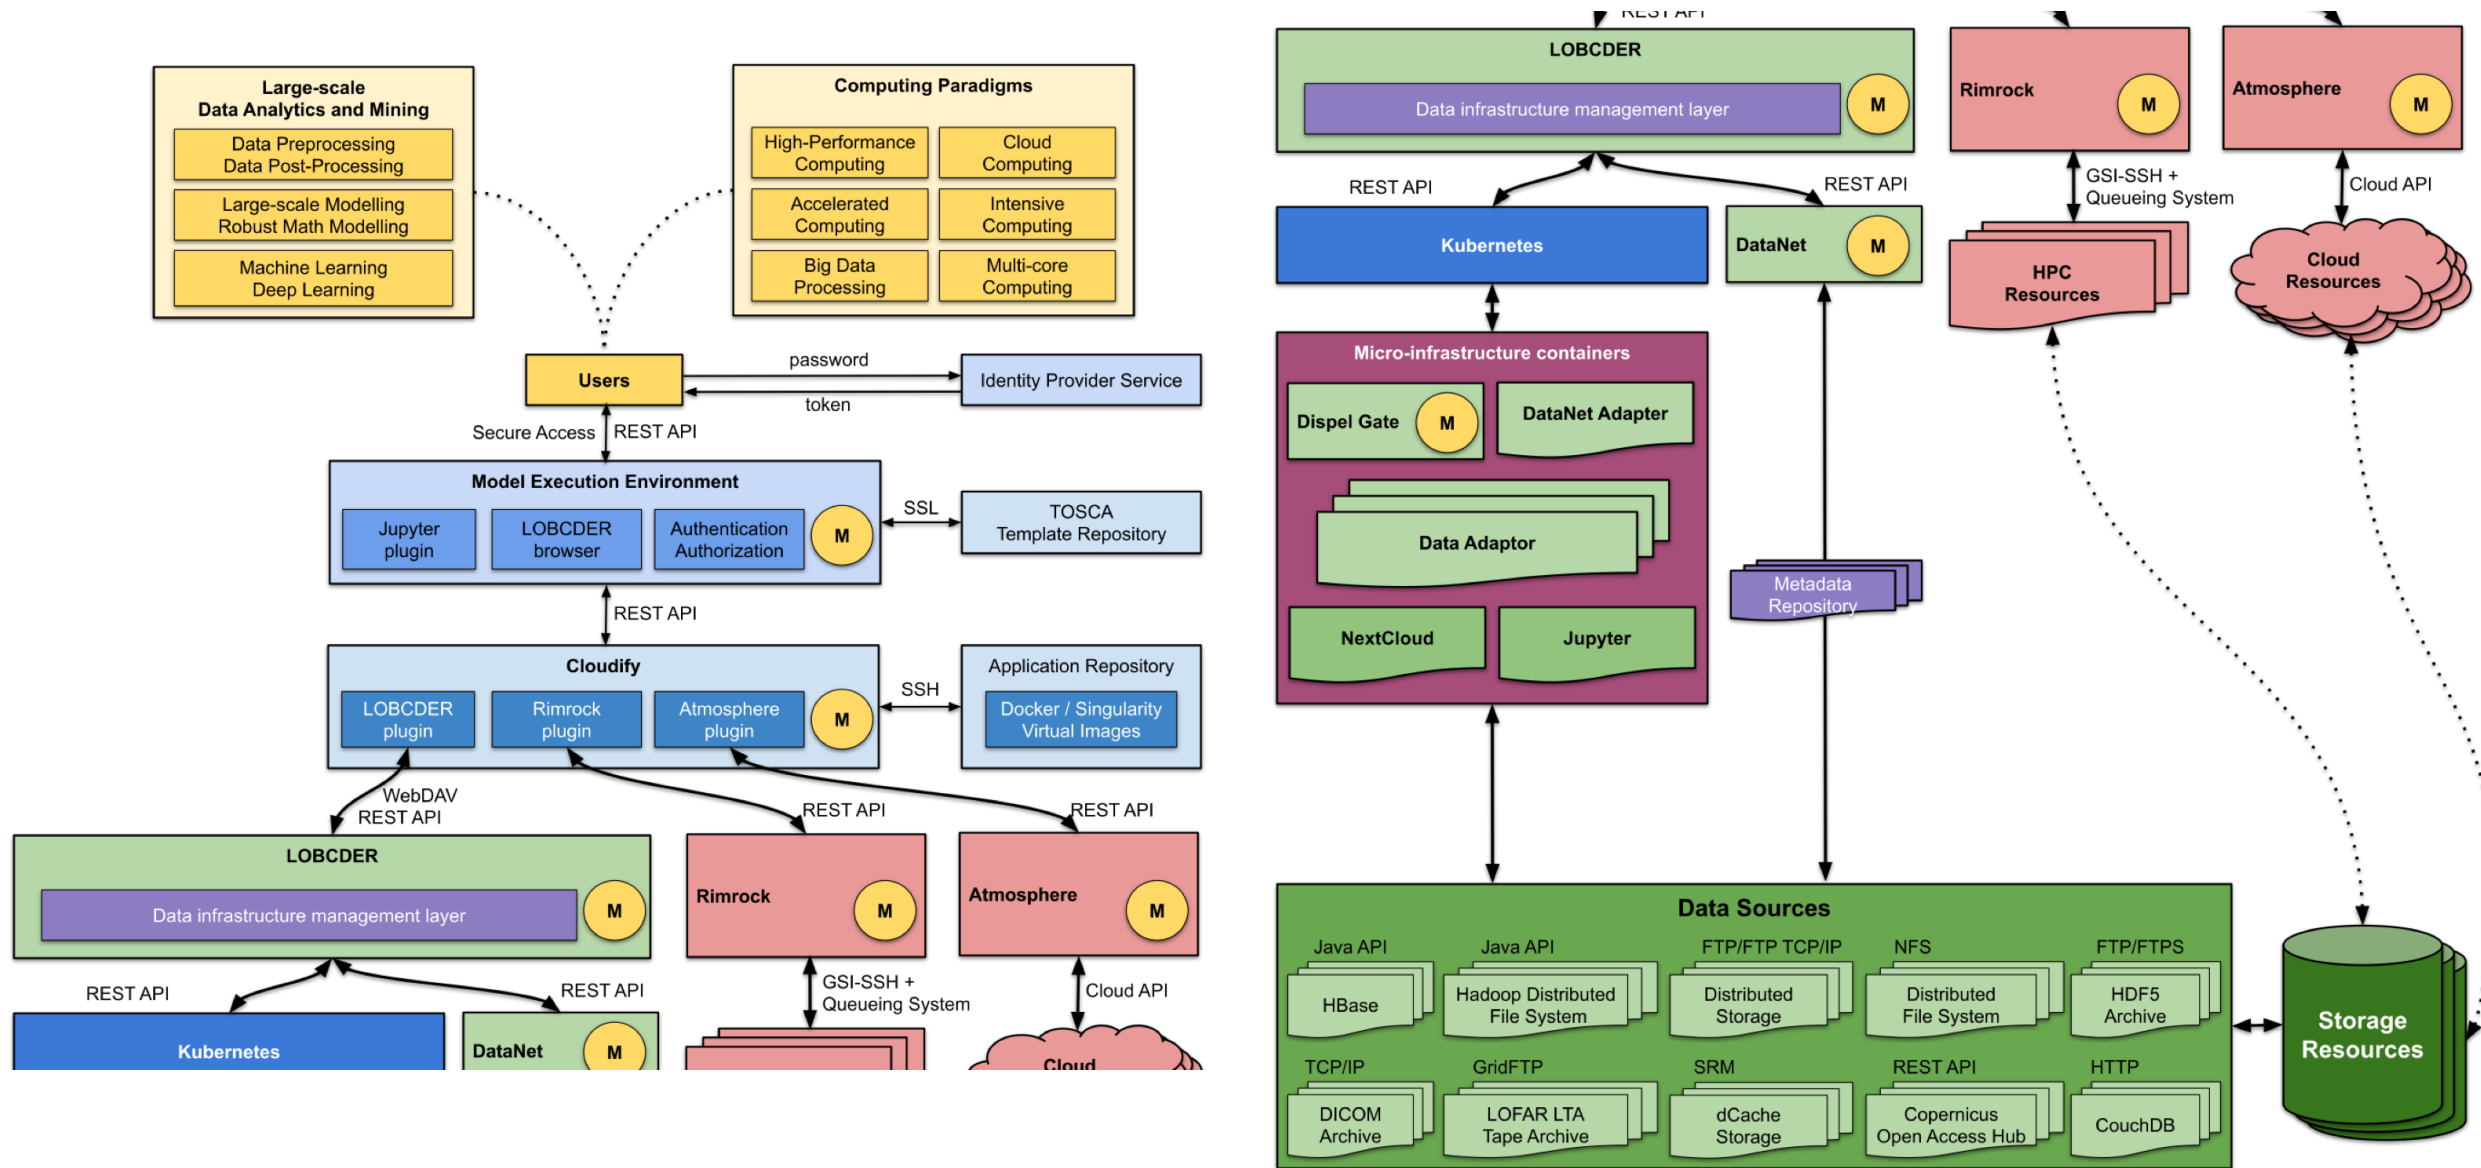 Large-scale
Data Analytics and Mining
Data Preprocessing
Data Post-Processing
Large-scale Modelling
Robust Math Modelling
Machine Learning
Deep Learning
Computing Paradigms
High-Performance
Computing
Cloud
Computing
Accelerated
Computing
Intensive
Computing
Big Data
Processing
Multi-core
Computing
Users
password
token
Identity Provider Service
Secure Access
REST API
Model Execution Environment
Jupyter
plugin
LOBCDER
browser
Authentication
Authorization
M
SSL
TOSCA
Template Repository
REST API
Cloudify
LOBCDER
plugin
Rimrock
plugin
Atmosphere
plugin
M
SSH
Application Repository
Docker / Singularity
Virtual Images
WebDAV
REST API
REST API
REST API
LOBCDER
Data infrastructure management layer
M
Rimrock
M
Atmosphere
M
REST API
REST API
GSI-SSH +
Queueing System
Cloud API
Kubernetes
DataNet
M
Cloud
REST API
LOBCDER
Data infrastructure management layer
M
Rimrock
M
Atmosphere
M
REST API
REST API
GSI-SSH +
Queueing System
Cloud API
Kubernetes
DataNet
M
HPC
Resources
Cloud
Resources
Micro-infrastructure containers
Dispel Gate
M
DataNet Adapter
Data Adaptor
Metadata
Repository
NextCloud
Jupyter
Data Sources
Java API
HBase
Java API
Hadoop Distributed
File System
FTP/FTP TCP/IP
Distributed
Storage
NFS
Distributed
File System
FTP/FTPS
HDF5
Archive
TCP/IP
DICOM
Archive
GridFTP
LOFAR LTA
Tape Archive
SRM
dCache
Storage
REST API
Copernicus
Open Access Hub
HTTP
CouchDB
Storage
Resources